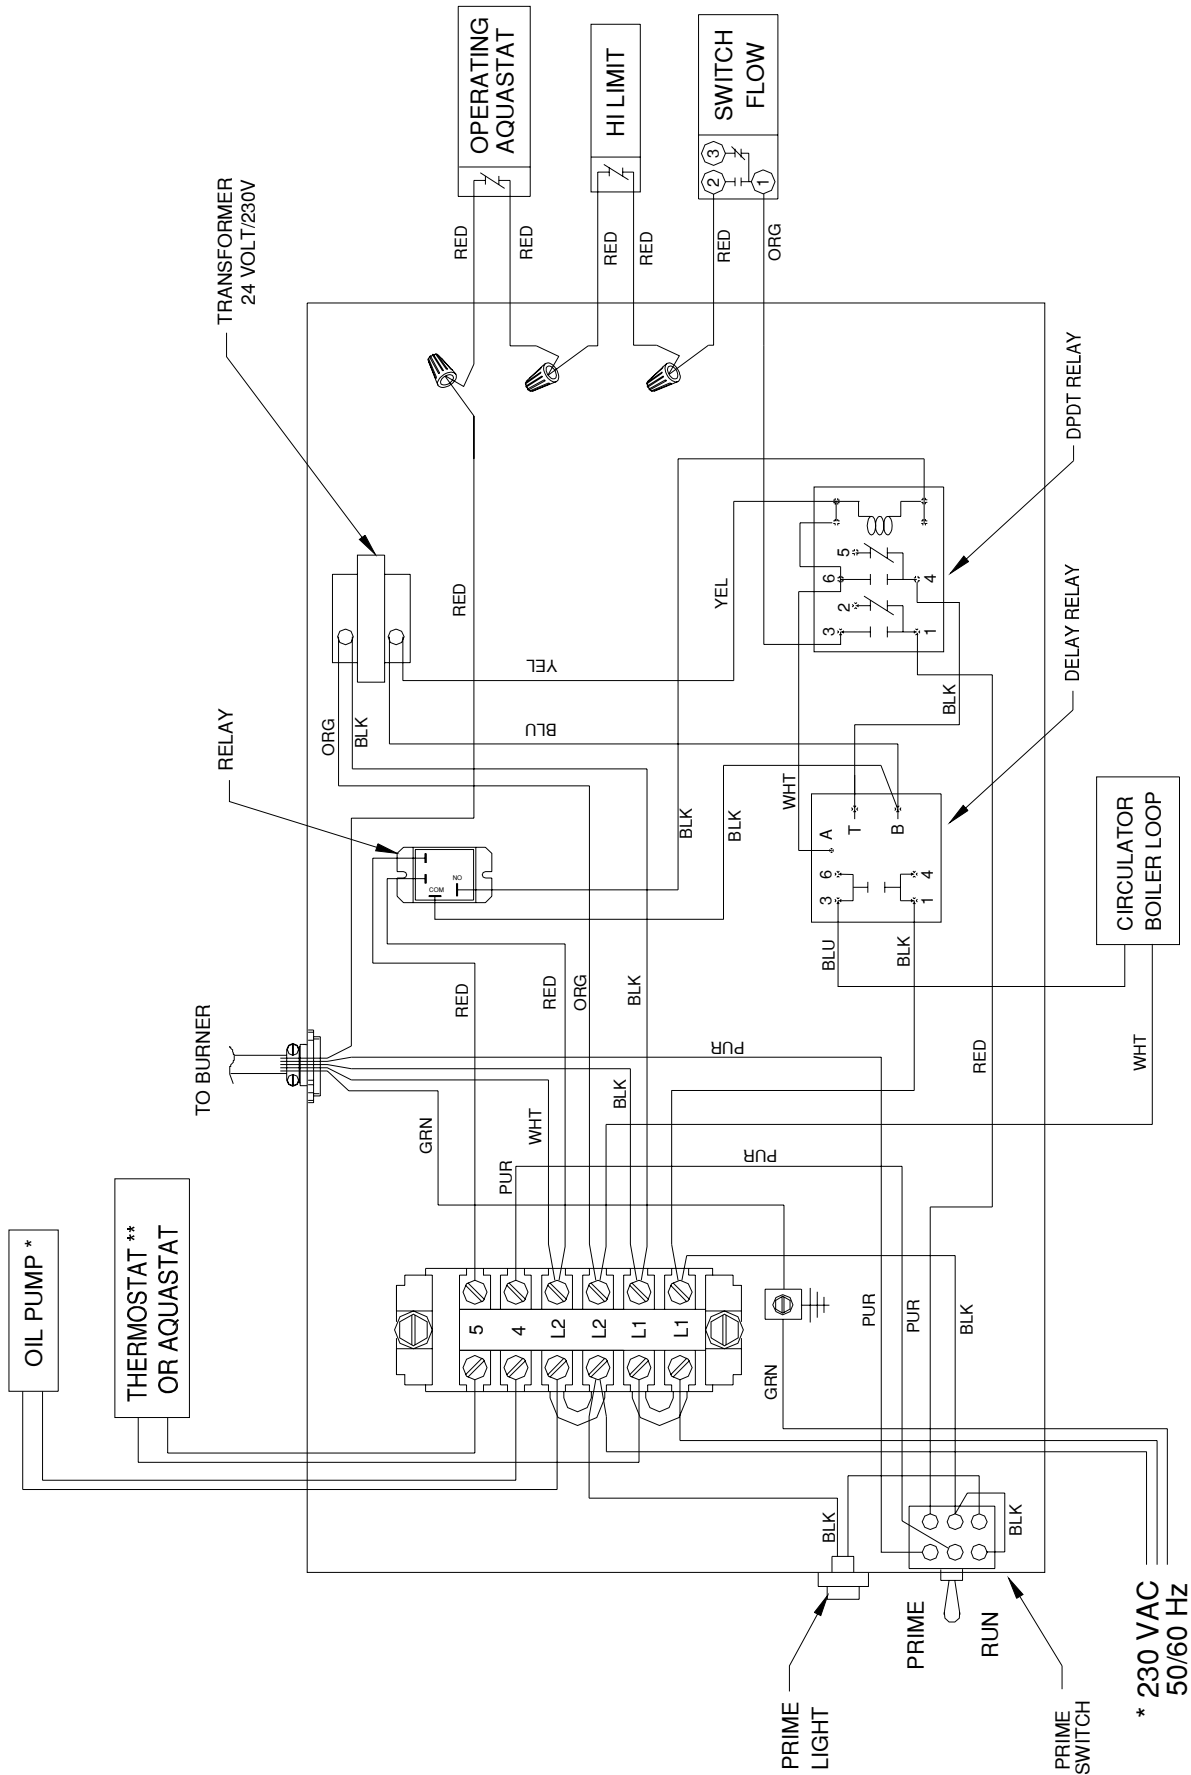 OPERATING
AQUASTAT
HI LIMIT
SWITCH
FLOW
3
2
1
RED
RED
RED
RED
RED
ORG
TRANSFORMER
24 VOLT/230V
DPDT RELAY
RED
YEL
YEL
5
6
4
2
3
1
DELAY RELAY
BLK
RELAY
ORG
BLK
BLU
WHT
BLK
BLK
A
T
B
6
4
3
1
COM
NO
CIRCULATOR
BOILER LOOP
BLU
BLK
TO BURNER
RED
RED
ORG
BLK
PUR
RED
WHT
GRN
WHT
BLK
PUR
PUR
OIL PUMP *
THERMOSTAT **
OR AQUASTAT
5
4
L2
L2
L1
L1
GRN
PUR
PUR
BLK
BLK
BLK
PRIME
RUN
PRIME
LIGHT
PRIME
SWITCH
* 230 VAC
50/60 Hz